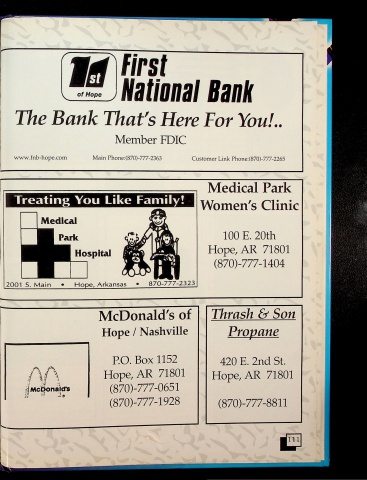 1st
of Hope
First
National Bank
The Bank That's Here For You!..
Member FDIC
www.fnb-hope.com Main Phone:(870)-777-2363 Customer Link Phone:(870)-777-2265
Treating You Like Family!
Medical
Park
Hospital
2001 S. Main • Hope, Arkansas • 870-777-2323
Medical Park
Women's Clinic
100 E. 20th
Hope, AR 71801
(870)-777-1404
McDonald's
McDonald's of
Hope / Nashville
P.O. Box 1152
Hope, AR 71801
(870)-777-0651
(870)-777-1928
Thrash & Son
Propane
420 E. 2nd St.
Hope, AR 71801
(870)-777-8811